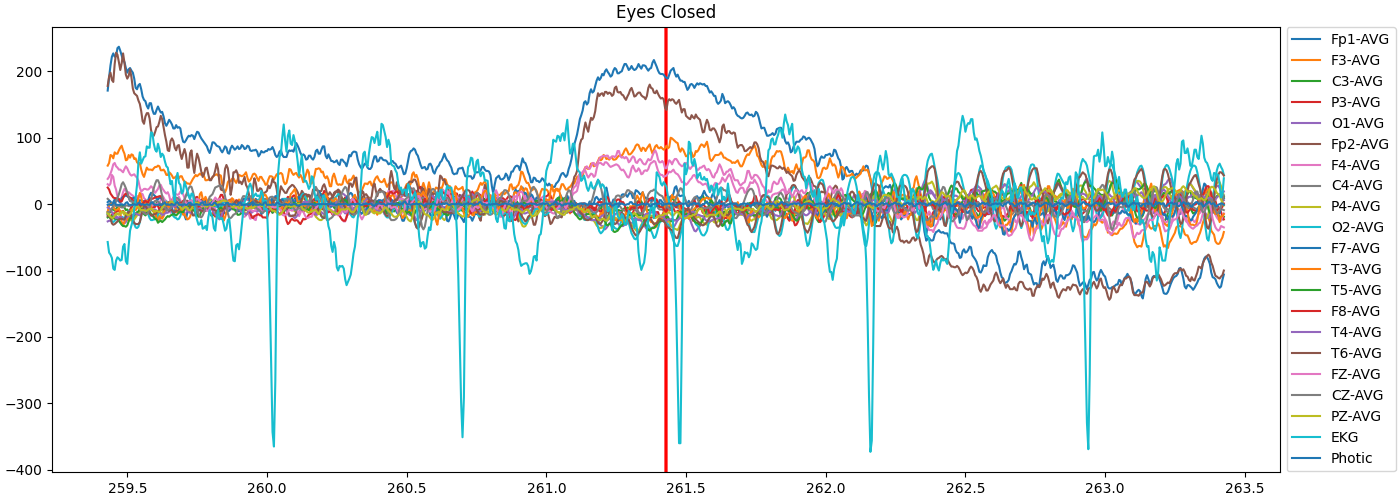 Eyes Closed
200
100
0
−100
−200
−300
−400
259.5 260.0 260.5 261.0 261.5 262.0 262.5 263.0 263.5
Fp1-AVG
F3-AVG
C3-AVG
P3-AVG
O1-AVG
Fp2-AVG
F4-AVG
C4-AVG
P4-AVG
O2-AVG
F7-AVG
T3-AVG
T5-AVG
F8-AVG
T4-AVG
T6-AVG
FZ-AVG
CZ-AVG
PZ-AVG
EKG
Photic